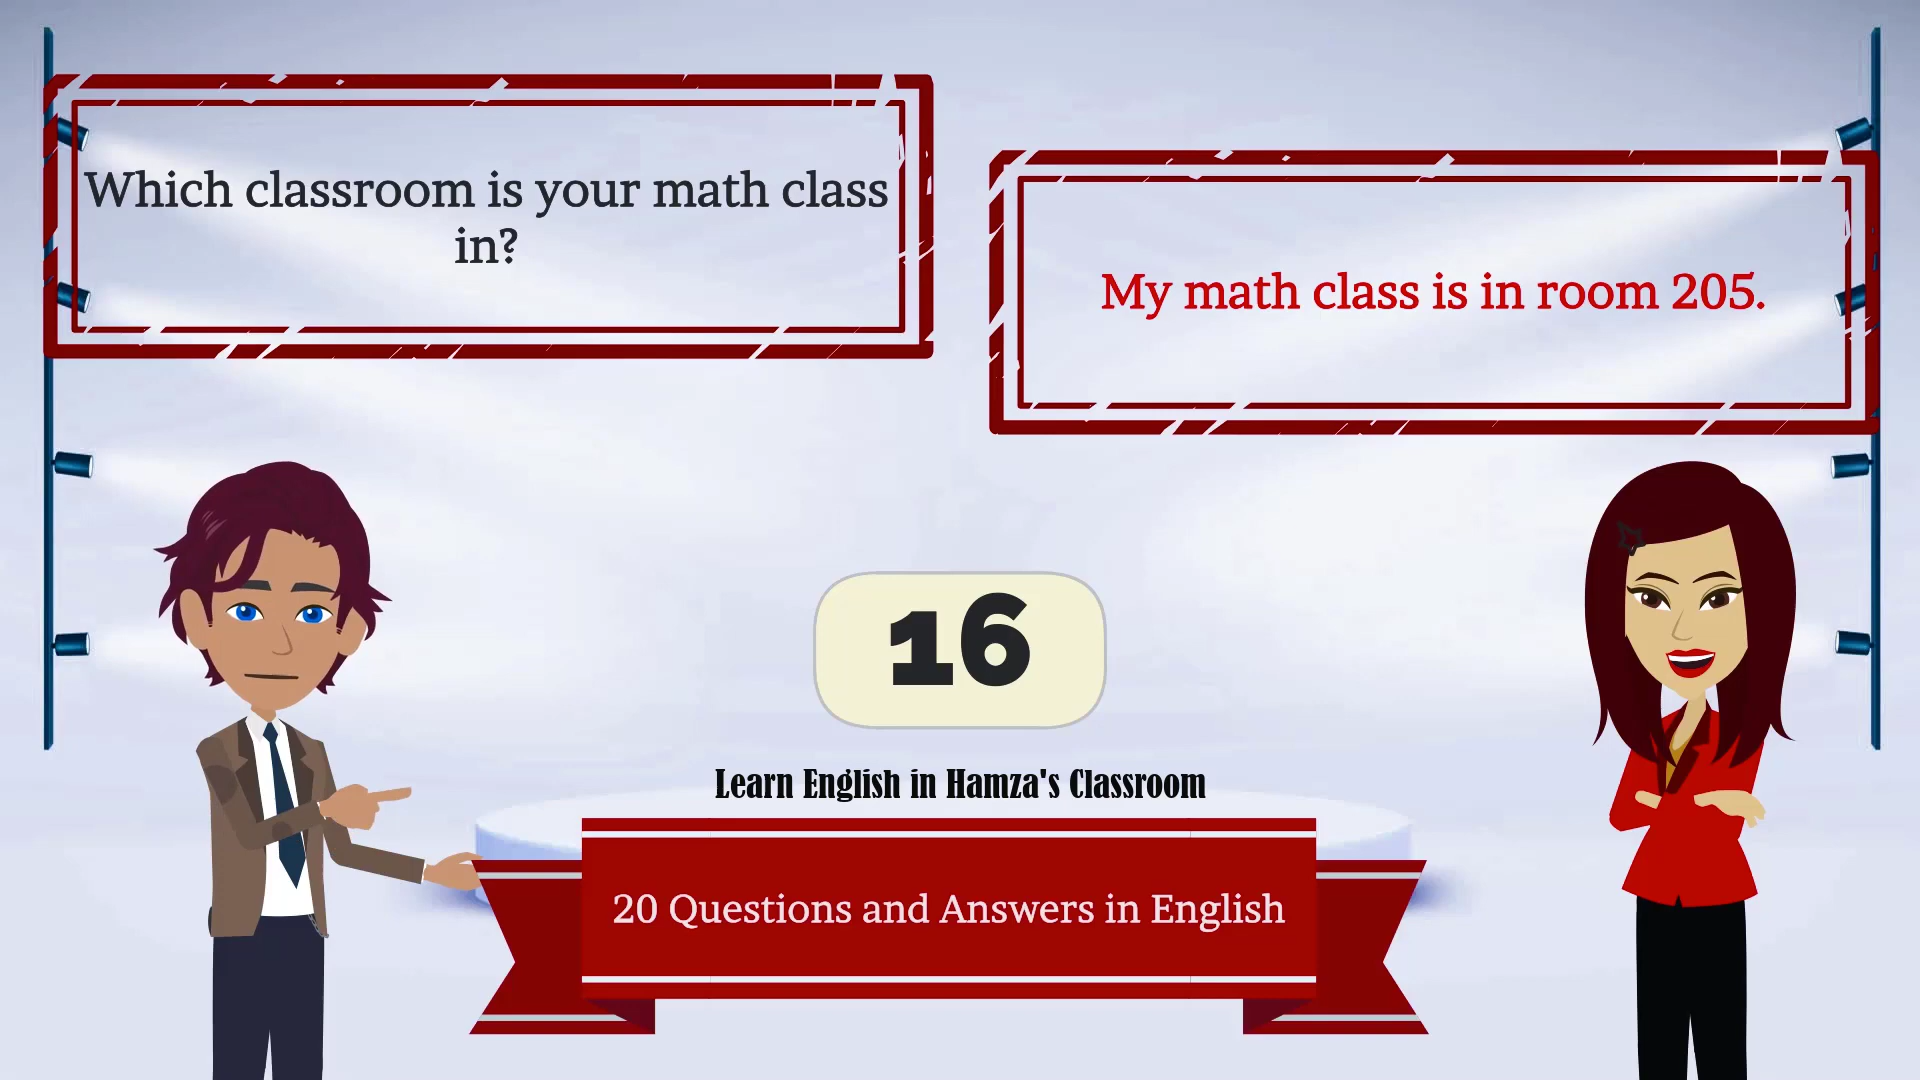 Which classroom is your math class
in?
My math class is in room 205.
16
Learn English in Hamza's Classroom
20 Questions and Answers in English